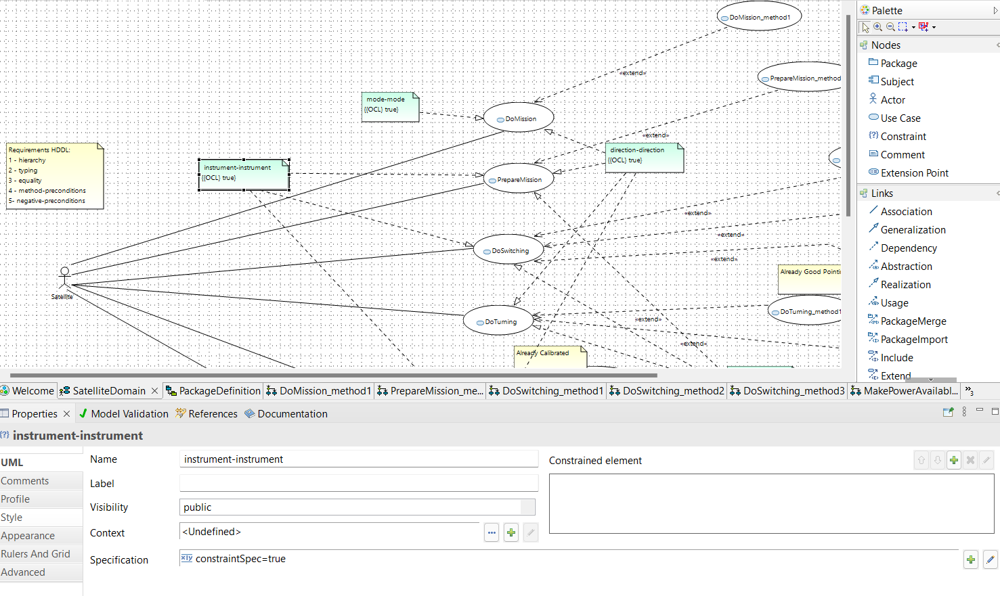 DoMission_method1
«extend»
PrepareMission_method
mode-mode
{{OCL} true}
DoMission
«extend»
Requirements HDDL:
1 - hierarchy
2 - typing
3 - equality
4 - method-preconditions
5- negative-preconditions
instrument-instrument
{{OCL} true}
direction-direction
{{OCL} true}
PrepareMission
«extend»
«extend»
DoSwitching
«extend»
Already Good Pointin
Satellite
DoTurning
«extend»
DoTurning_method1
«extend»
Already Calibrated
Palette
Nodes
Package
Subject
Actor
Use Case
Constraint
Comment
Extension Point
Links
Association
Generalization
Dependency
Abstraction
Realization
Usage
PackageMerge
PackageImport
Include
Extend
Welcome
SatelliteDomain
PackageDefinition
DoMission_method1
PrepareMission_me...
DoSwitching_method1
DoSwitching_method2
DoSwitching_method3
MakePowerAvailabl...
»3
Properties
Model Validation
References
Documentation
{?} instrument-instrument
UML
Comments
Profile
Style
Appearance
Rulers And Grid
Advanced
Name
instrument-instrument
Label
Visibility
public
Context
<Undefined>
Specification
constraintSpec=true
Constrained element